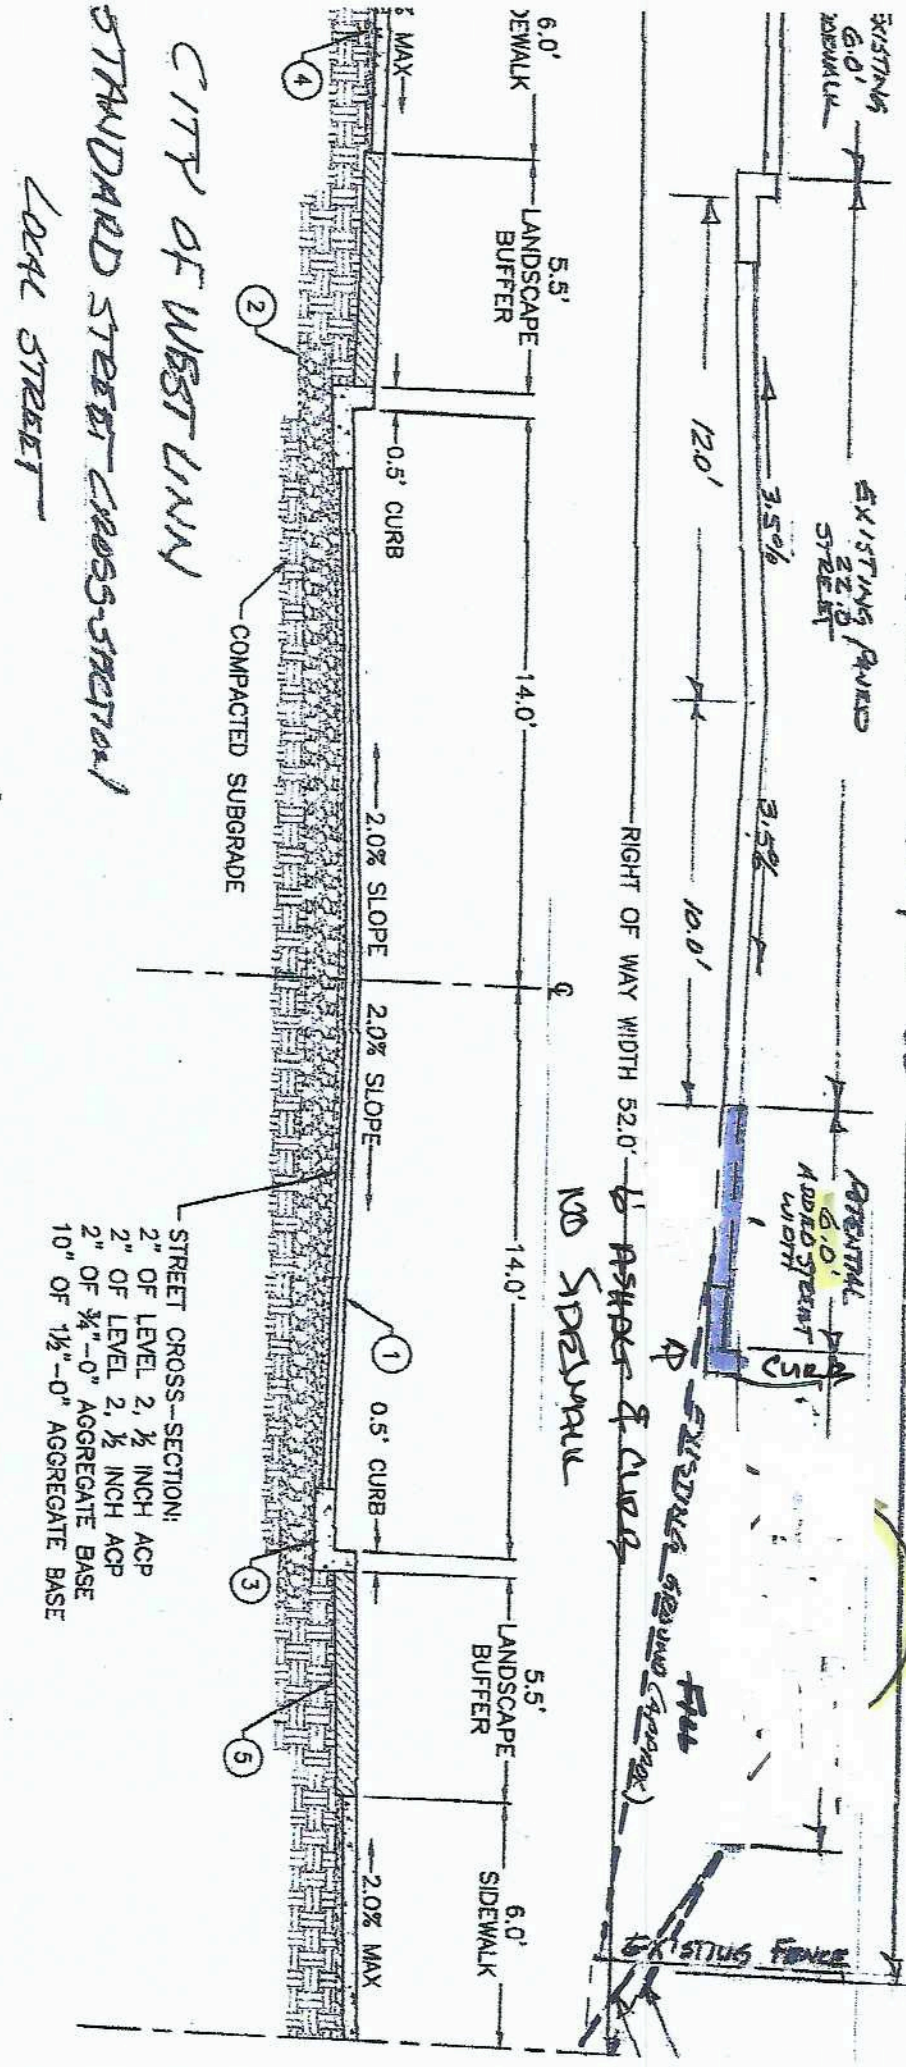 EXISTING
6.0'
SIDEWALK
EXISTING PAVED
22.0'
STREET
POTENTIAL
6.0'
ADDED STREET
WIDTH
CURB
3.5%
3.5%
12.0'
10.0'
EXISTING GROUND (APPROX)
FILL
EXISTING FENCE
RIGHT OF WAY WIDTH 52.0'
6' ASPHALT & CURB
NO SIDEWALK
6.0'
DEWALK
5.5'
LANDSCAPE
BUFFER
14.0'
14.0'
5.5'
LANDSCAPE
BUFFER
6.0'
SIDEWALK
℄
MAX
0.5' CURB
2.0% SLOPE
2.0% SLOPE
0.5' CURB
2.0% MAX
4
2
1
3
5
COMPACTED SUBGRADE
STREET CROSS-SECTION:
2" OF LEVEL 2, ½ INCH ACP
2" OF LEVEL 2, ½ INCH ACP
2" OF ¾"-0" AGGREGATE BASE
10" OF 1½"-0" AGGREGATE BASE
CITY OF WEST LINN
STANDARD STREET CROSS-SECTION
LOCAL STREET